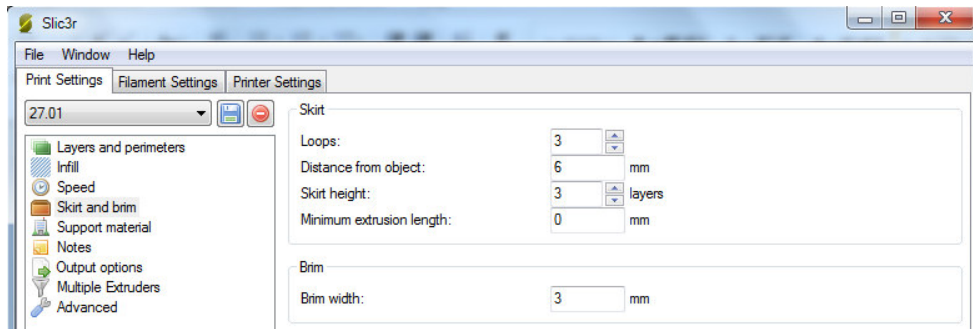 Slic3r
File Window Help
Print Settings Filament Settings Printer Settings
27.01
Layers and perimeters
Infill
Speed
Skirt and brim
Support material
Notes
Output options
Multiple Extruders
Advanced
Skirt
Loops: 3
Distance from object: 6 mm
Skirt height: 3 layers
Minimum extrusion length: 0 mm
Brim
Brim width: 3 mm